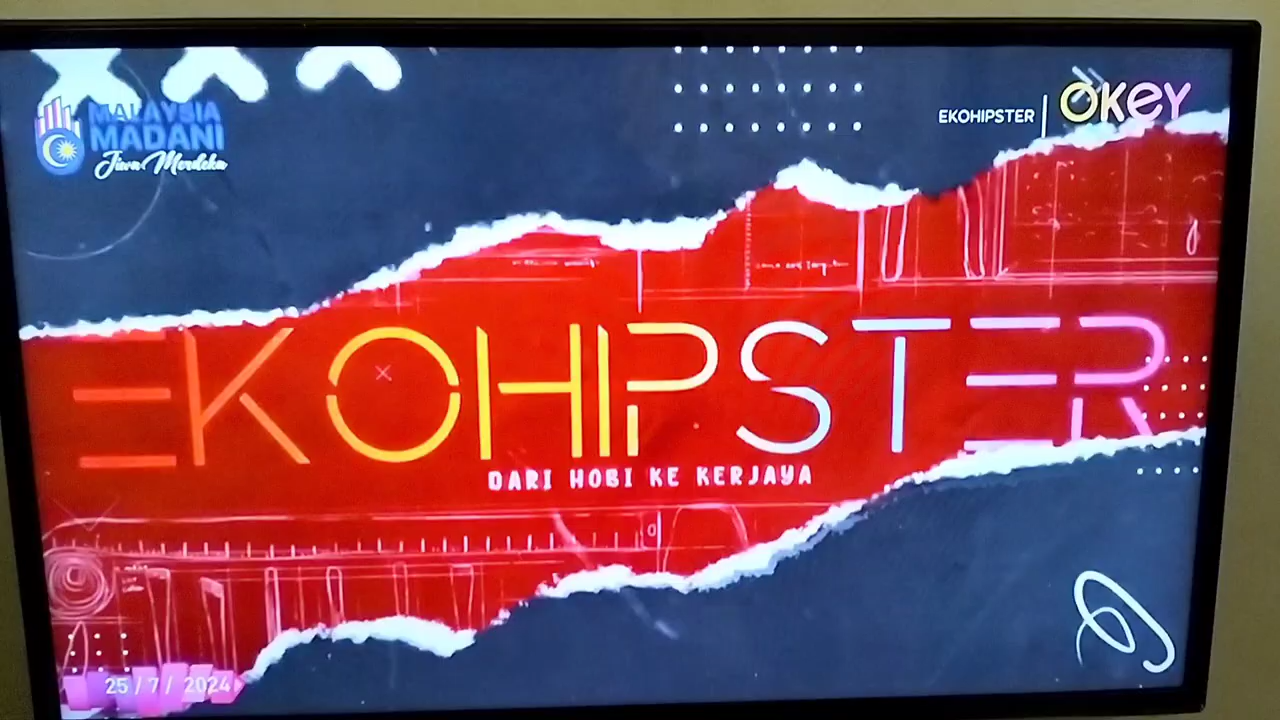 MALAYSIA
MADANI
Jiwa Merdeka
EKOHIPSTER
OKEY
EKOHIPSTER
DARI HOBI KE KERJAYA
25 / 7 / 2024